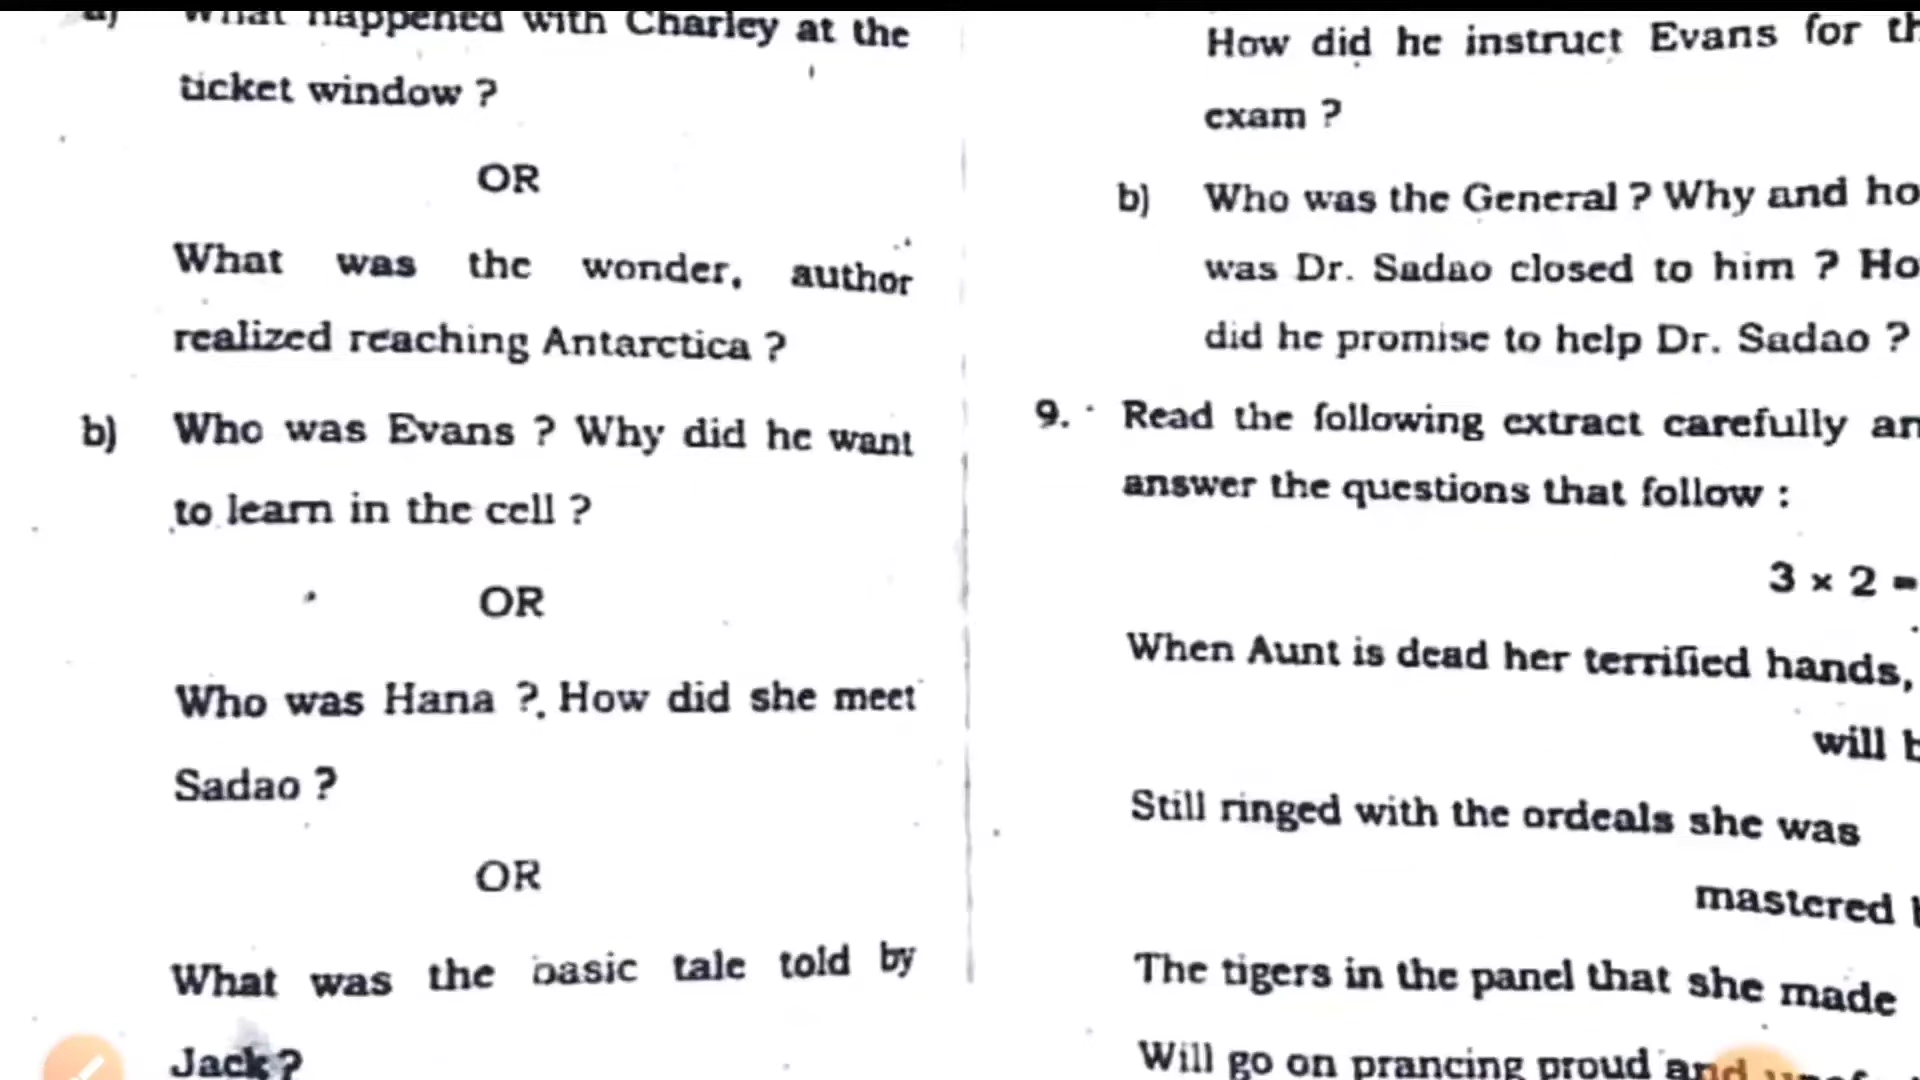 a) What happened with Charley at the
ticket window ?
OR
What was the wonder, author
realized reaching Antarctica ?
b) Who was Evans ? Why did he want
to learn in the cell ?
OR
Who was Hana ? How did she meet
Sadao ?
OR
What was the basic tale told by
Jack ?
How did he instruct Evans for th
exam ?
b) Who was the General ? Why and ho
was Dr. Sadao closed to him ? Ho
did he promise to help Dr. Sadao ?
9. Read the following extract carefully an
answer the questions that follow :
3 × 2 =
When Aunt is dead her terrified hands,
will b
Still ringed with the ordeals she was
mastered b
The tigers in the panel that she made
Will go on prancing proud and